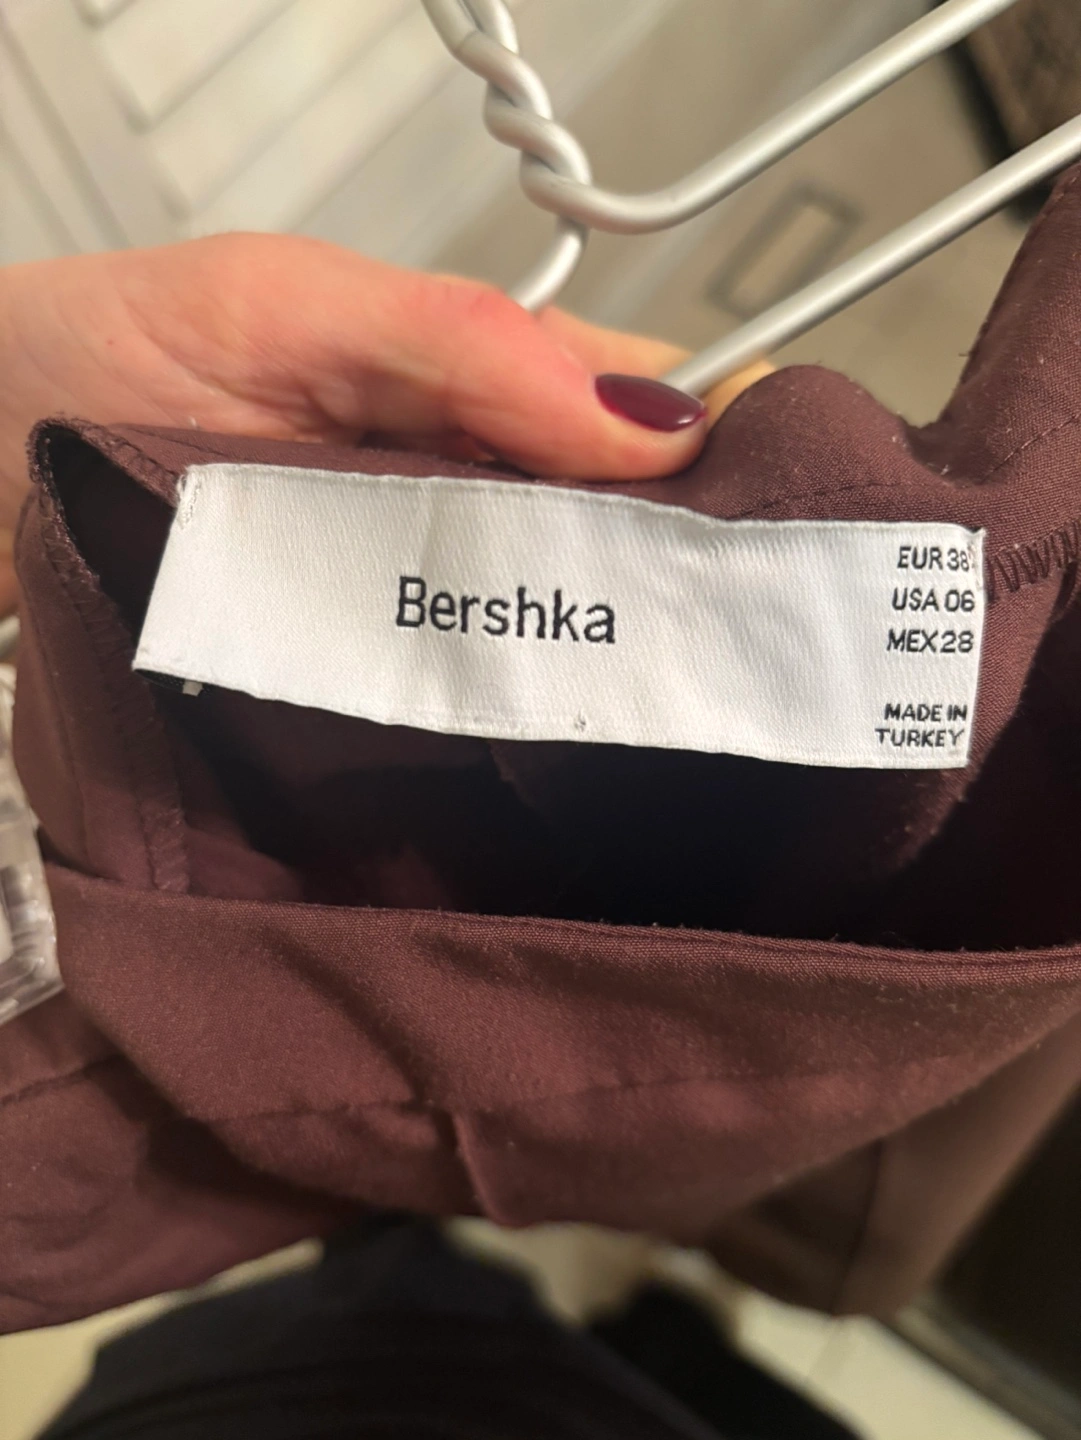 Bershka
EUR 38
USA 06
MEX 28
MADE IN
TURKEY